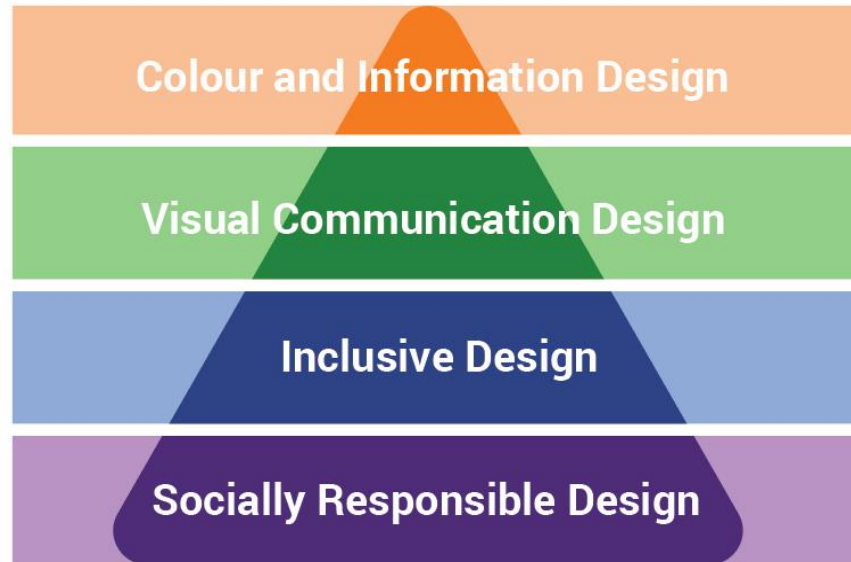 Colour and Information Design
Visual Communication Design
Inclusive Design
Socially Responsible Design